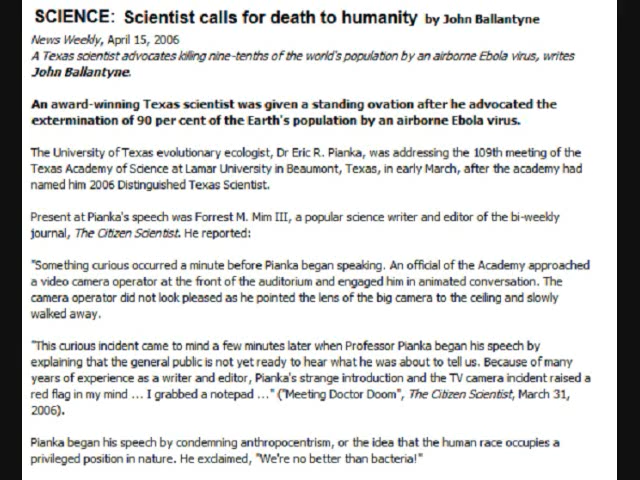 SCIENCE: Scientist calls for death to humanity by John Ballantyne
News Weekly, April 15, 2006
A Texas scientist advocates killing nine-tenths of the world's population by an airborne Ebola virus, writes
John Ballantyne.
An award-winning Texas scientist was given a standing ovation after he advocated the
extermination of 90 per cent of the Earth's population by an airborne Ebola virus.
The University of Texas evolutionary ecologist, Dr Eric R. Pianka, was addressing the 109th meeting of the
Texas Academy of Science at Lamar University in Beaumont, Texas, in early March, after the academy had
named him 2006 Distinguished Texas Scientist.
Present at Pianka's speech was Forrest M. Mim III, a popular science writer and editor of the bi-weekly
journal, The Citizen Scientist. He reported:
"Something curious occurred a minute before Pianka began speaking. An official of the Academy approached
a video camera operator at the front of the auditorium and engaged him in animated conversation. The
camera operator did not look pleased as he pointed the lens of the big camera to the ceiling and slowly
walked away.
"This curious incident came to mind a few minutes later when Professor Pianka began his speech by
explaining that the general public is not yet ready to hear what he was about to tell us. Because of many
years of experience as a writer and editor, Pianka's strange introduction and the TV camera incident raised a
red flag in my mind ... I grabbed a notepad ..." ("Meeting Doctor Doom", The Citizen Scientist, March 31,
2006).
Pianka began his speech by condemning anthropocentrism, or the idea that the human race occupies a
privileged position in nature. He exclaimed, "We're no better than bacteria!"